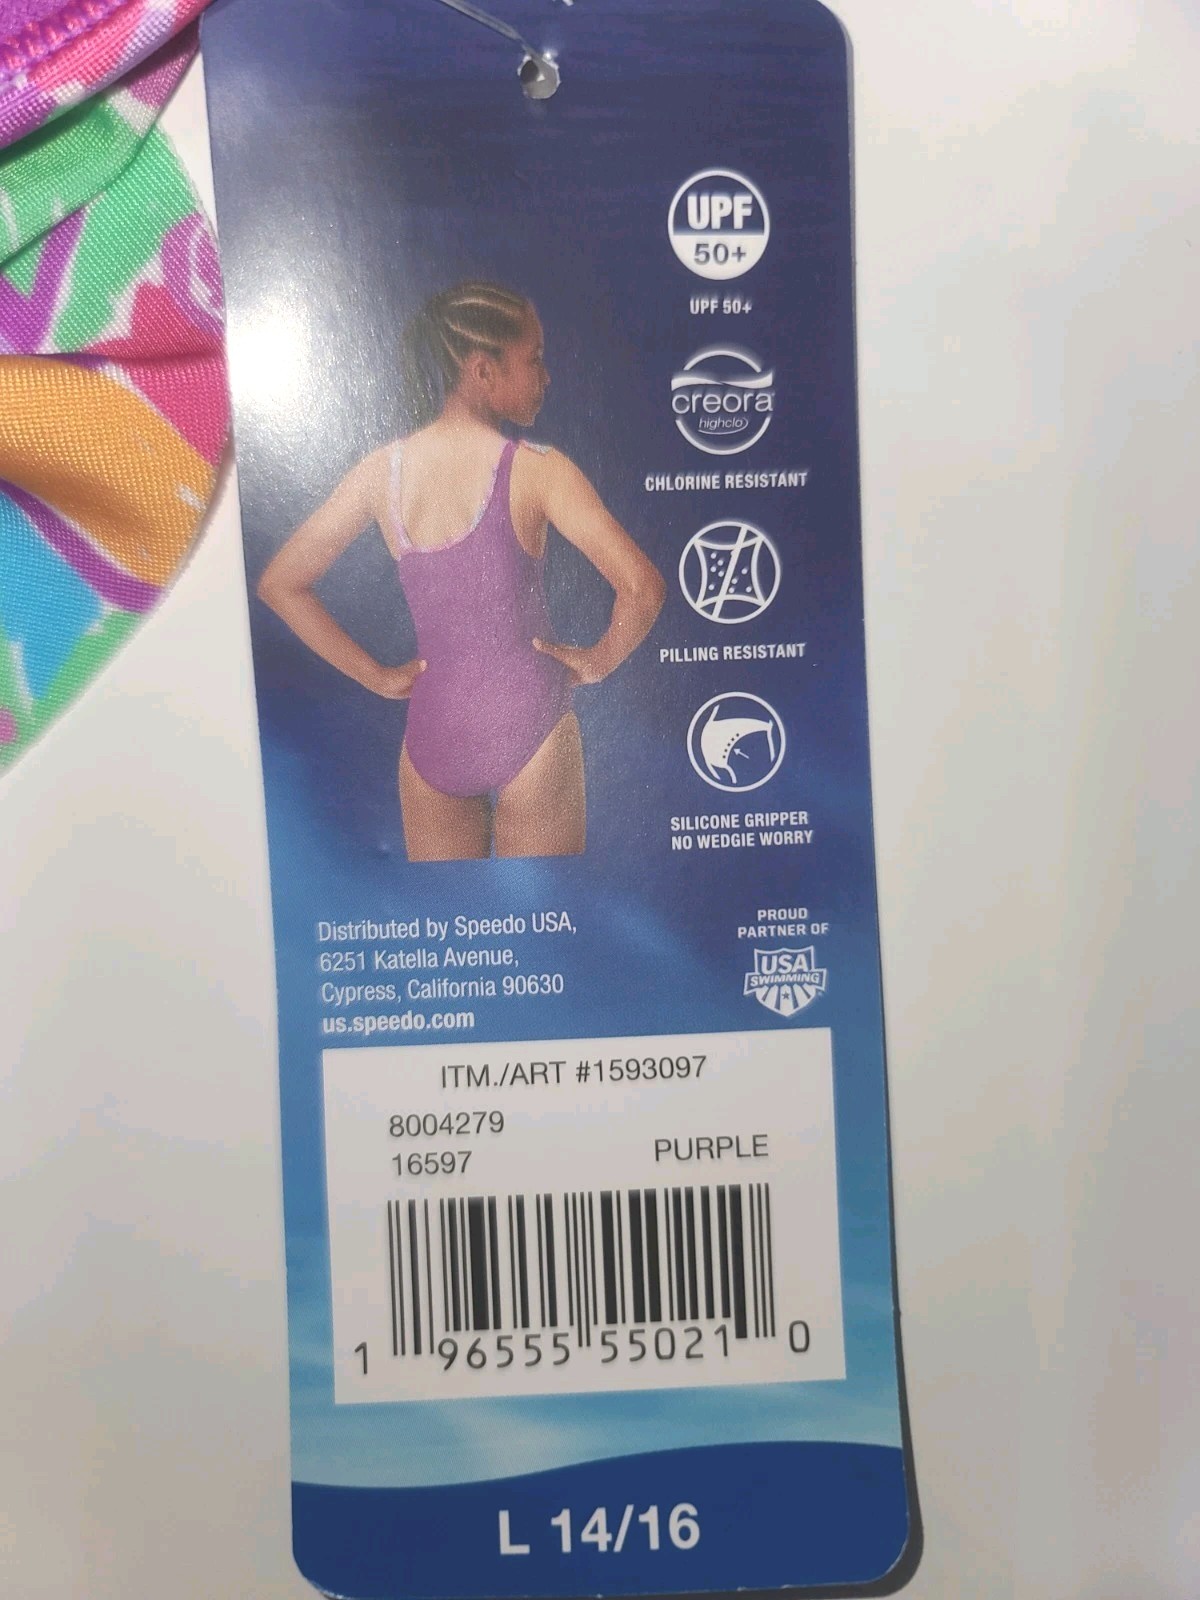 UPF
50+
UPF 50+
creora
highclo
CHLORINE RESISTANT
PILLING RESISTANT
SILICONE GRIPPER
NO WEDGIE WORRY
Distributed by Speedo USA,
6251 Katella Avenue,
Cypress, California 90630
us.speedo.com
PROUD
PARTNER OF
USA
SWIMMING
ITM./ART #1593097
8004279
16597
PURPLE
1 96555 55021 0
L 14/16